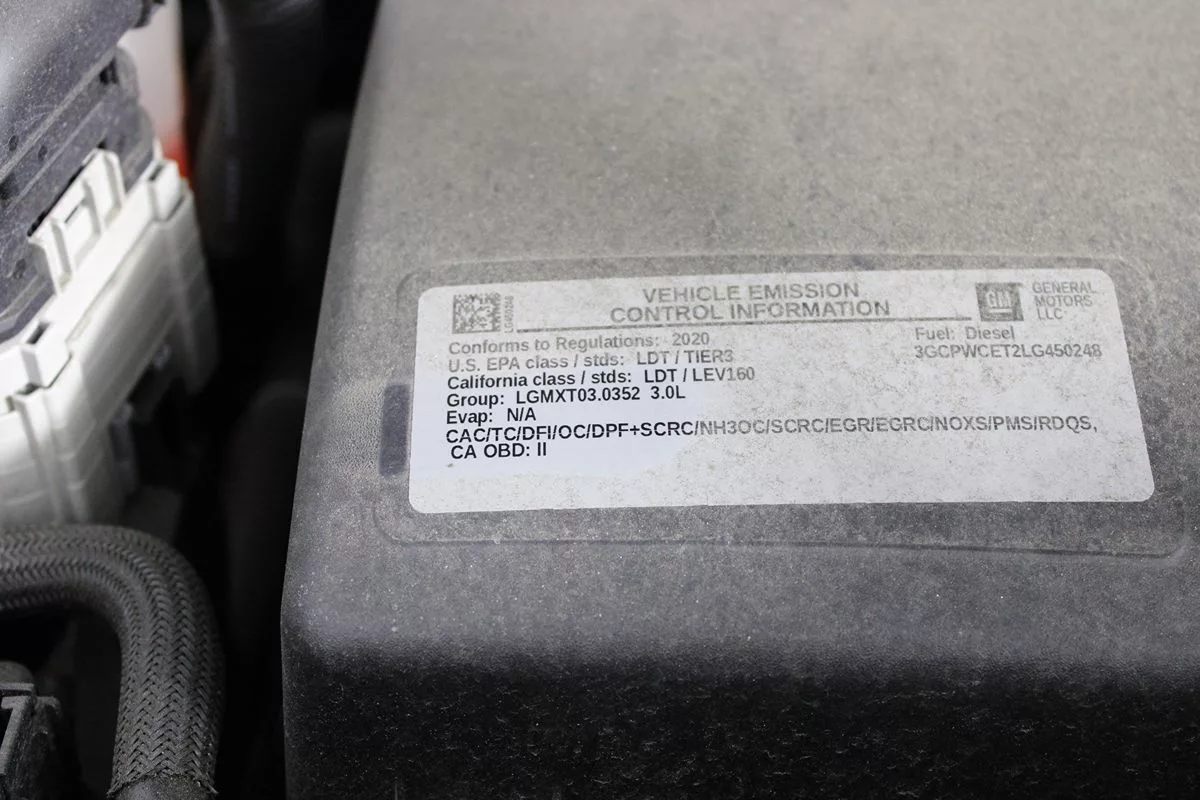 VEHICLE EMISSION
CONTROL INFORMATION
GM
GENERAL
MOTORS
LLC
Conforms to Regulations: 2020
Fuel: Diesel
U.S. EPA class / stds: LDT / TIER3
3GCPWCET2LG450248
California class / stds: LDT / LEV160
Group: LGMXT03.0352 3.0L
Evap: N/A
CAC/TC/DFI/OC/DPF+SCRC/NH3OC/SCRC/EGR/EGRC/NOXS/PMS/RDQS,
CA OBD: II